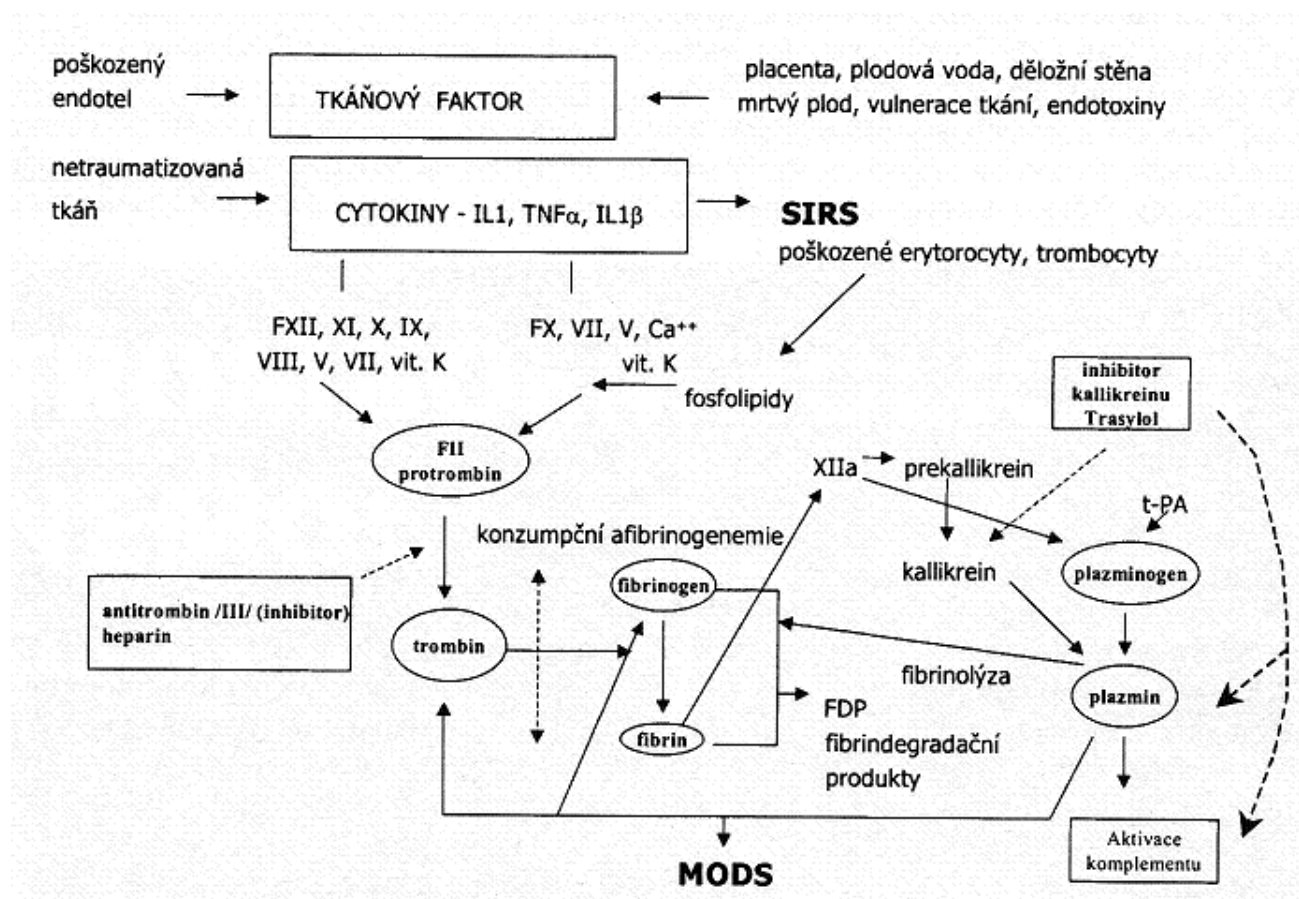 poškozený
endotel
TKÁŇOVÝ FAKTOR
placenta, plodová voda, děložní stěna
mrtvý plod, vulnerace tkání, endotoxiny
netraumatizovaná
tkáň
CYTOKINY - IL1, TNFα, IL1β
SIRS
poškozené erytorocyty, trombocyty
FXII, XI, X, IX,
VIII, V, VII, vit. K
FX, VII, V, Ca⁺⁺
vit. K
fosfolipidy
inhibitor
kallikreinu
Trasylol
FII
protrombin
XIIa
prekallikrein
t-PA
konzumpční afibrinogenemie
fibrinogen
kallikrein
plazminogen
antitrombin /III/ (inhibitor)
heparin
trombin
fibrinolýza
plazmin
fibrin
FDP
fibrindegradační
produkty
Aktivace
komplementu
MODS